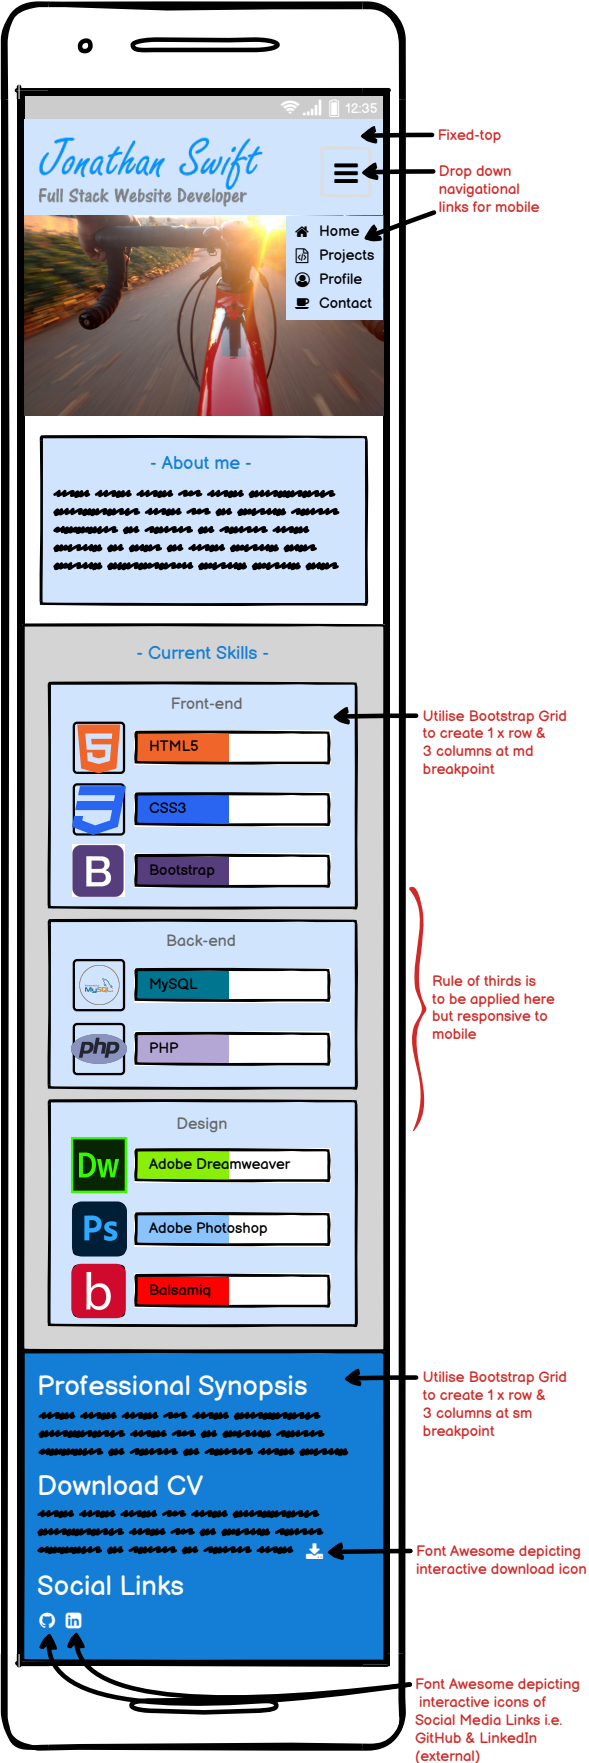 12:35
Jonathan Swift
Full Stack Website Developer
Fixed-top
Drop down
navigational
links for mobile
Home
Projects
Profile
Contact
- About me -
- Current Skills -
Front-end
HTML5
CSS3
B
Bootstrap
Utilise Bootstrap Grid
to create 1 x row &
3 columns at md
breakpoint
Back-end
MySQL
MySQL
php
PHP
Rule of thirds is
to be applied here
but responsive to
mobile
Design
Dw
Adobe Dreamweaver
Ps
Adobe Photoshop
b
Balsamiq
Professional Synopsis
Utilise Bootstrap Grid
to create 1 x row &
3 columns at sm
breakpoint
Download CV
Font Awesome depicting
interactive download icon
Social Links
in
Font Awesome depicting
interactive icons of
Social Media Links i.e.
GitHub & LinkedIn
(external)